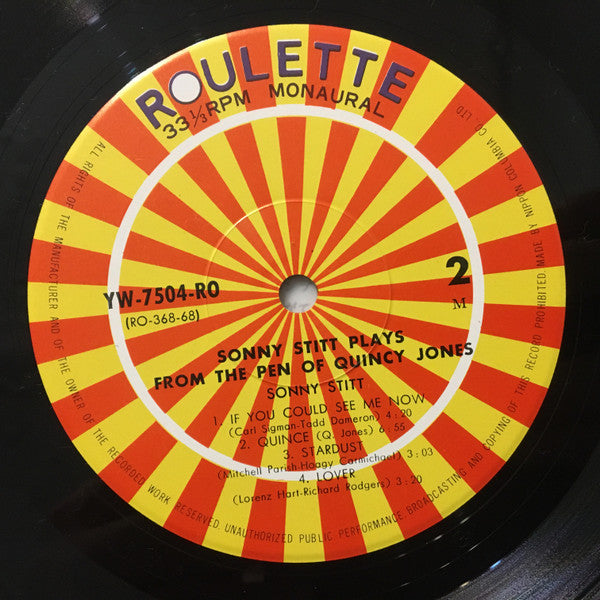 ROULETTE
33 1/3 RPM MONAURAL
YW-7504-RO
(RO-368-68)
2
M
SONNY STITT PLAYS
FROM THE PEN OF QUINCY JONES
SONNY STITT
1. IF YOU COULD SEE ME NOW
(Carl Sigman-Todd Dameron) 4:20
2. QUINCE (Q. Jones) 6:55
3. STARDUST
(Mitchell Parish-Hoagy Carmichael) 3:03
4. LOVER
(Lorenz Hart-Richard Rodgers) 3:20
ALL RIGHTS OF THE MANUFACTURER AND OF THE OWNER OF THE RECORDED WORK RESERVED. UNAUTHORIZED PUBLIC PERFORMANCE. BROADCASTING AND COPYING OF THIS RECORD PROHIBITED. MADE BY NIPPON COLUMBIA CO., LTD